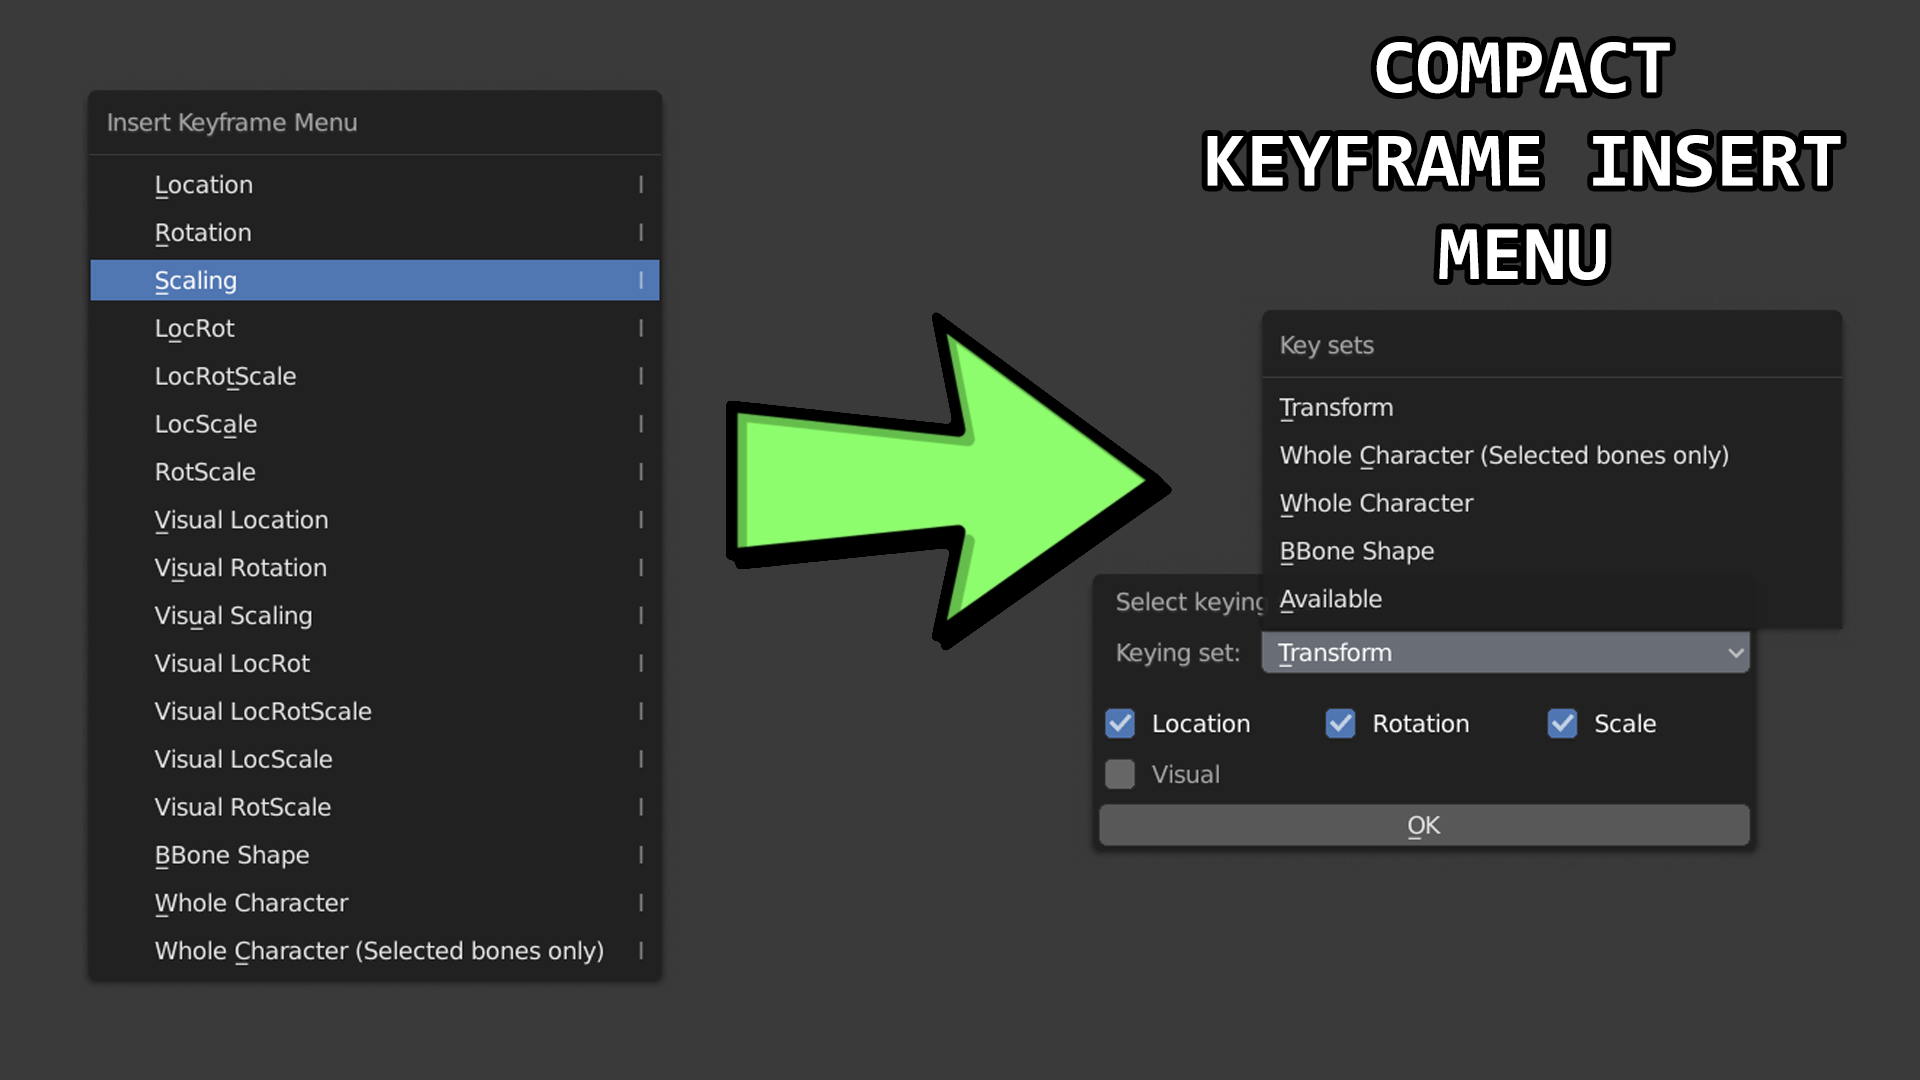 COMPACT
KEYFRAME INSERT
MENU
Insert Keyframe Menu
Location I
Rotation I
Scaling I
LocRot I
LocRotScale I
LocScale I
RotScale I
Visual Location I
Visual Rotation I
Visual Scaling I
Visual LocRot I
Visual LocRotScale I
Visual LocScale I
Visual RotScale I
BBone Shape I
Whole Character I
Whole Character (Selected bones only) I
Key sets
Transform
Whole Character (Selected bones only)
Whole Character
BBone Shape
Available
Select keying
Keying set: Transform
Location Rotation Scale
Visual
OK